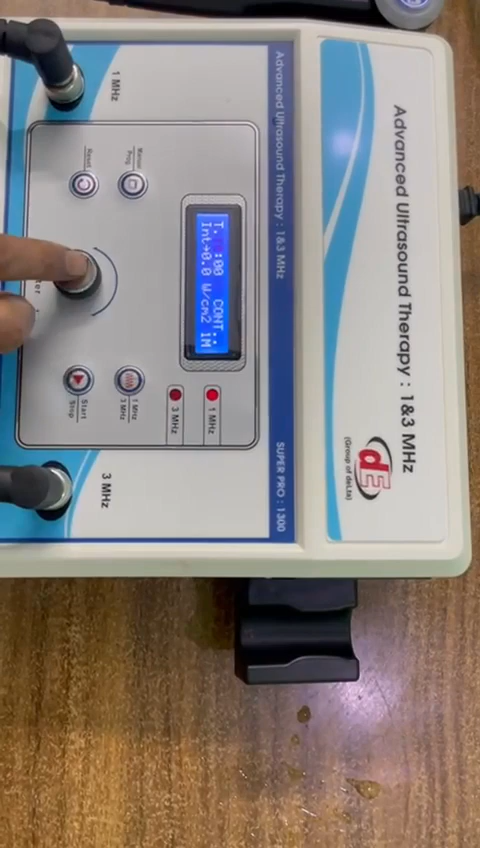 Advanced Ultrasound Therapy : 1&3 MHz
dE
(Group of deLta)
Advanced Ultrasound Therapy : 1&3 MHz
SUPER PRO : 1300
1 MHz
3 MHz
CONT..
Int→0.0 W/cm2 1M
1 MHz
3 MHz
Reset
Prog.
1 MHz
3 MHz
Start
Stop